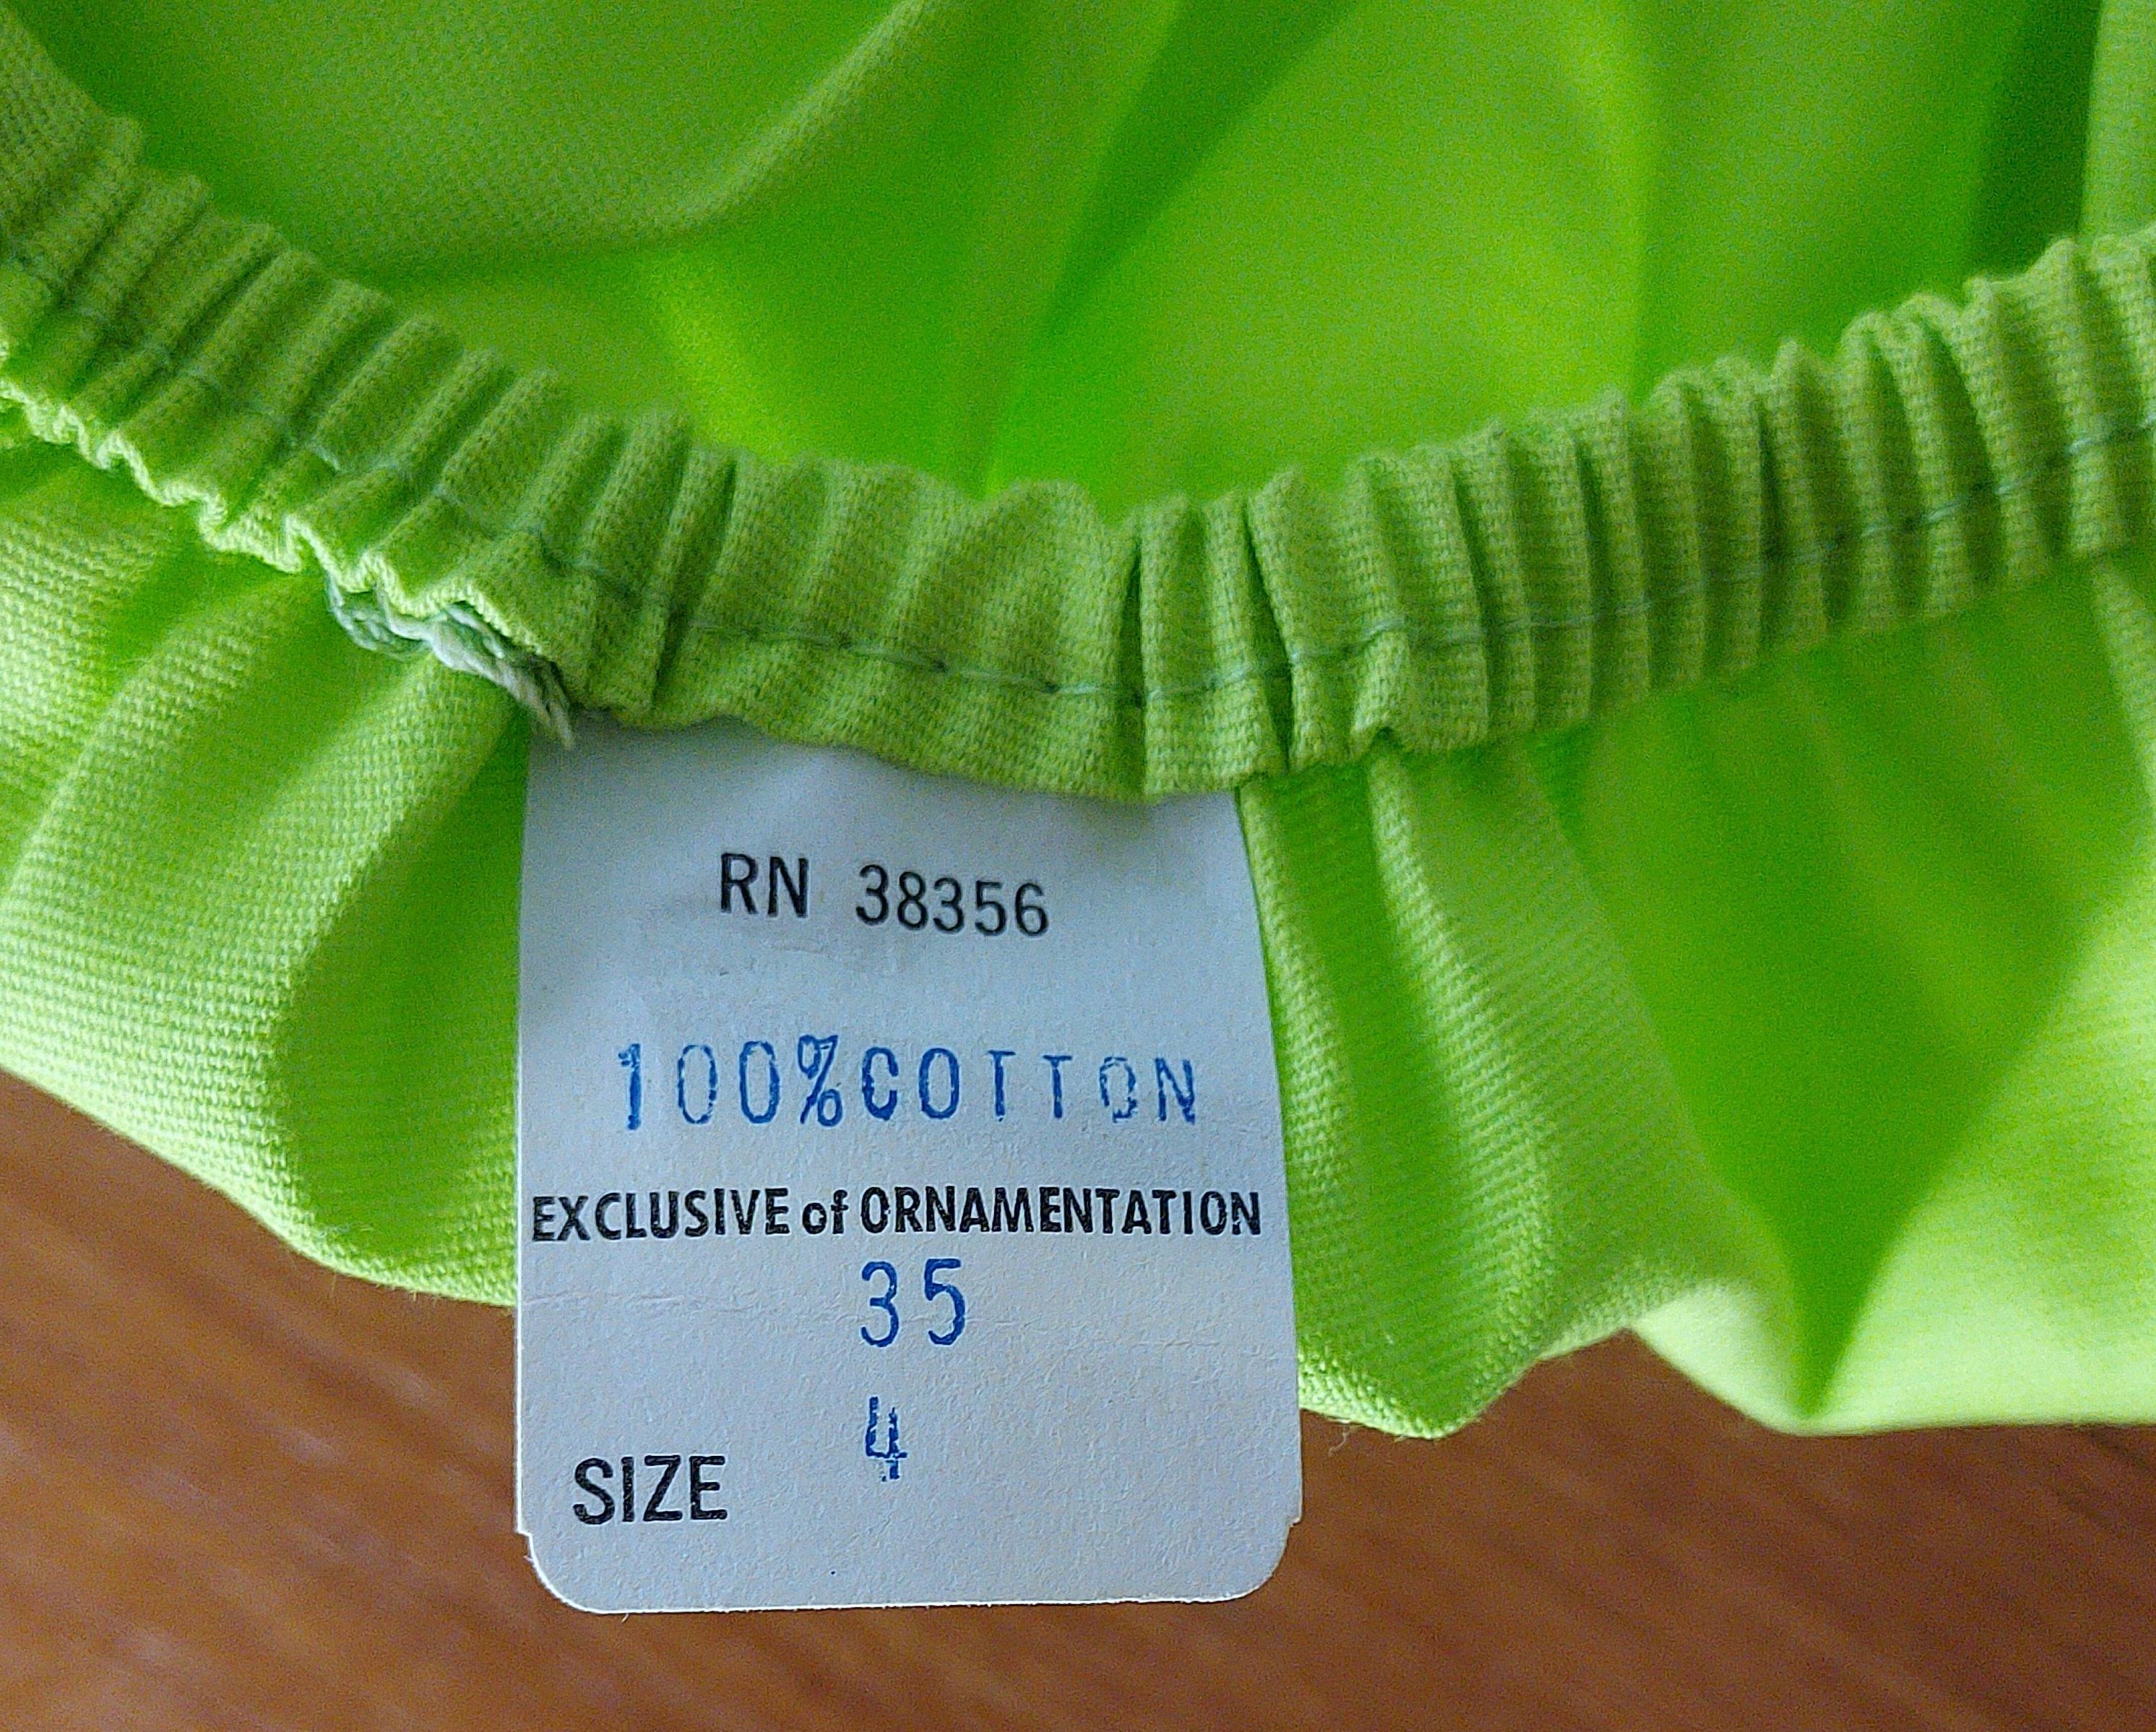 RN 38356
100%COTTON
EXCLUSIVE of ORNAMENTATION
35
4
SIZE